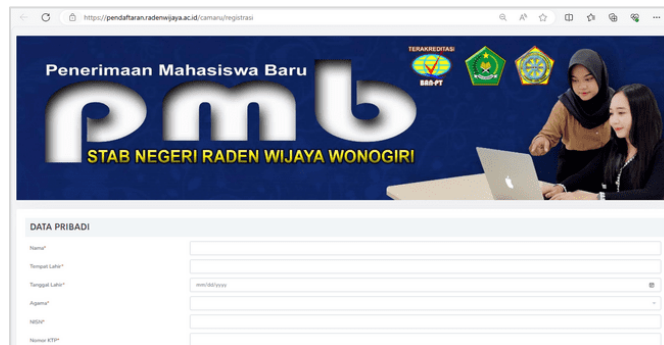 https://pendaftaran.radenwijaya.ac.id/camaru/registrasi
TERAKREDITASI
Penerimaan Mahasiswa Baru
BAN-PT
pmb
STAB NEGERI RADEN WIJAYA WONOGIRI
DATA PRIBADI
Nama*
Tempat Lahir*
Tanggal Lahir*
mm/dd/yyyy
Agama*
NISN*
Nomor KTP*